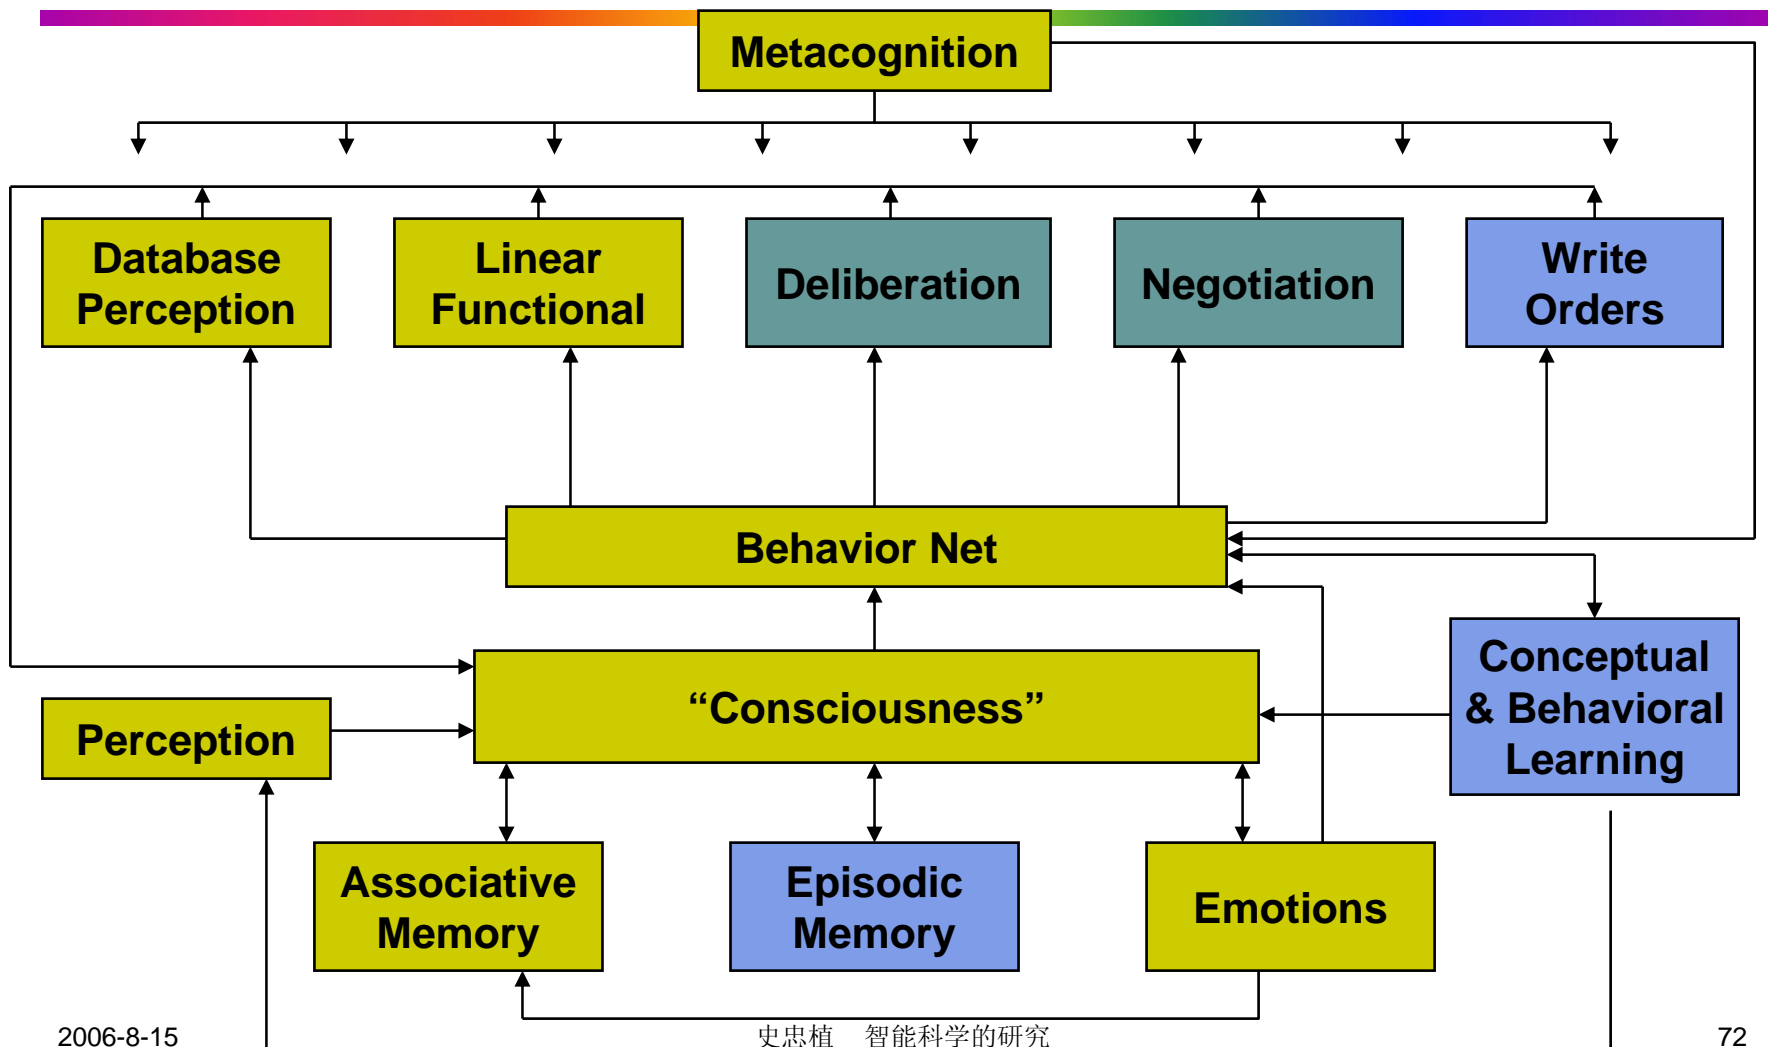 Metacognition
Database
Perception
Linear
Functional
Deliberation
Negotiation
Write
Orders
Behavior Net
“Consciousness”
Conceptual
& Behavioral
Learning
Perception
Associative
Memory
Episodic
Memory
Emotions
2006-8-15
史忠植　智能科学的研究
72